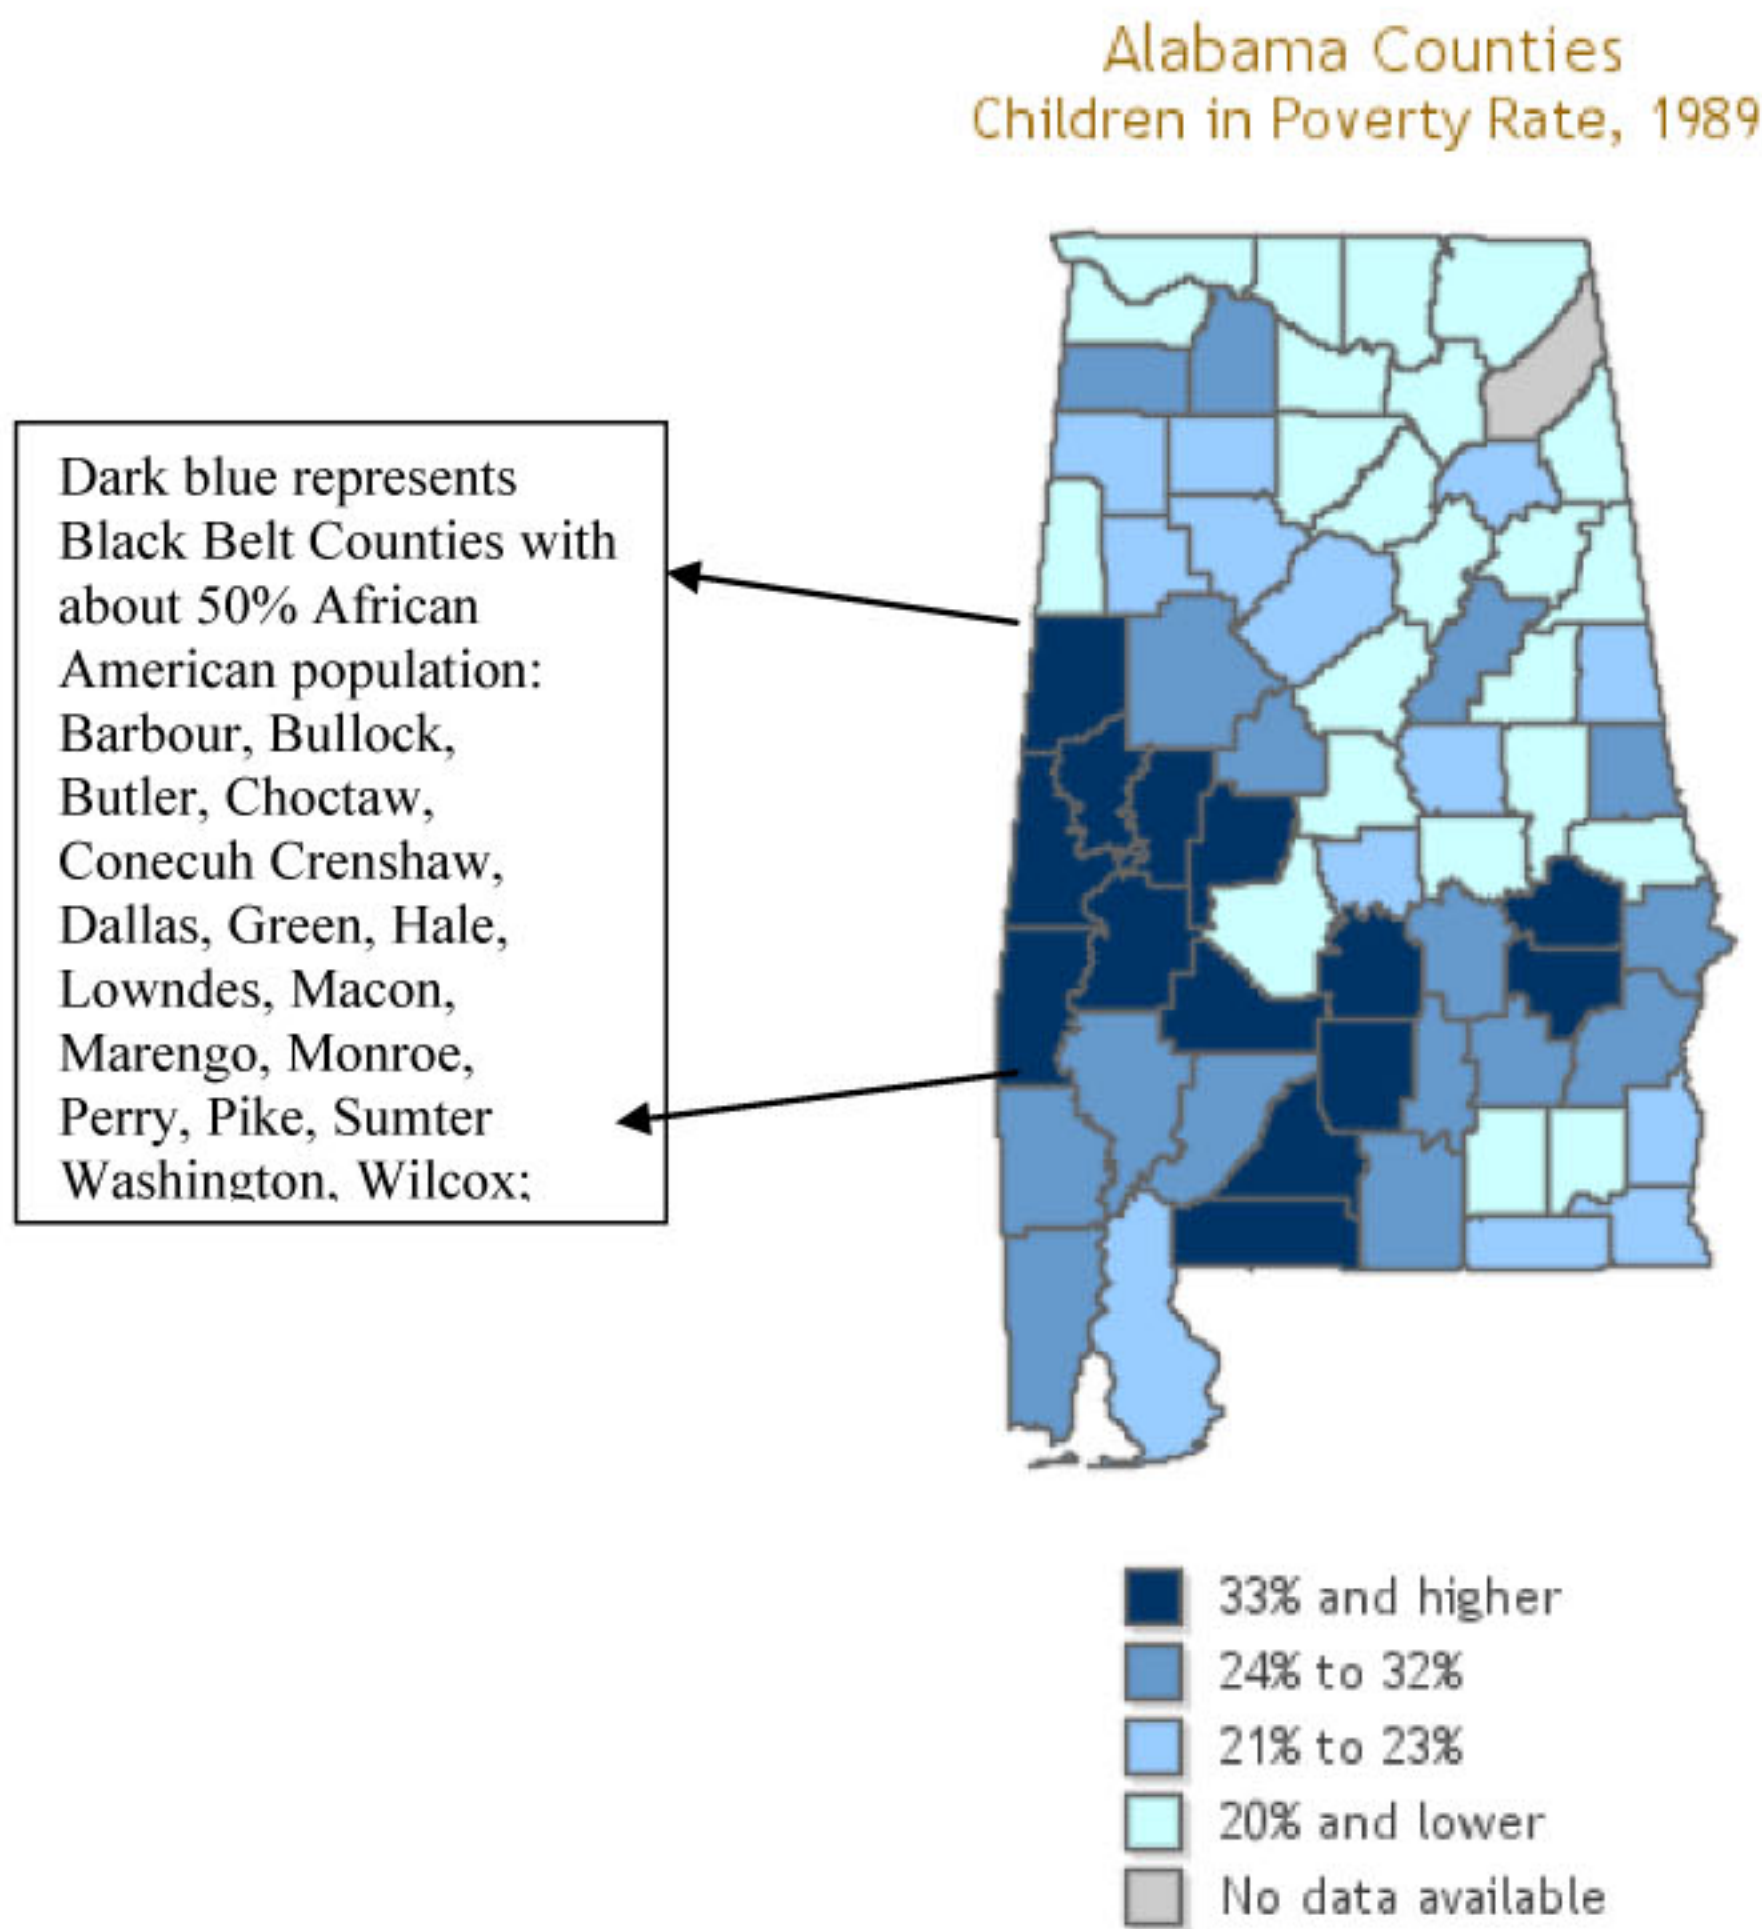 Alabama Counties
Children in Poverty Rate, 1989
Dark blue represents
Black Belt Counties with
about 50% African
American population:
Barbour, Bullock,
Butler, Choctaw,
Conecuh Crenshaw,
Dallas, Green, Hale,
Lowndes, Macon,
Marengo, Monroe,
Perry, Pike, Sumter
Washington, Wilcox;
33% and higher
24% to 32%
21% to 23%
20% and lower
No data available